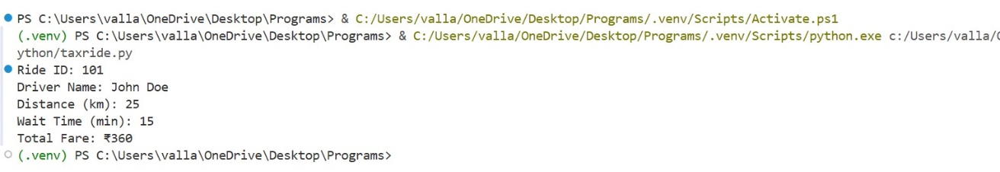 PS C:\Users\valla\OneDrive\Desktop\Programs> & C:/Users/valla/OneDrive/Desktop/Programs/.venv/Scripts/Activate.ps1
(.venv) PS C:\Users\valla\OneDrive\Desktop\Programs> & C:/Users/valla/OneDrive/Desktop/Programs/.venv/Scripts/python.exe c:/Users/valla/
ython/taxride.py
Ride ID: 101
Driver Name: John Doe
Distance (km): 25
Wait Time (min): 15
Total Fare: ₹360
(.venv) PS C:\Users\valla\OneDrive\Desktop\Programs>